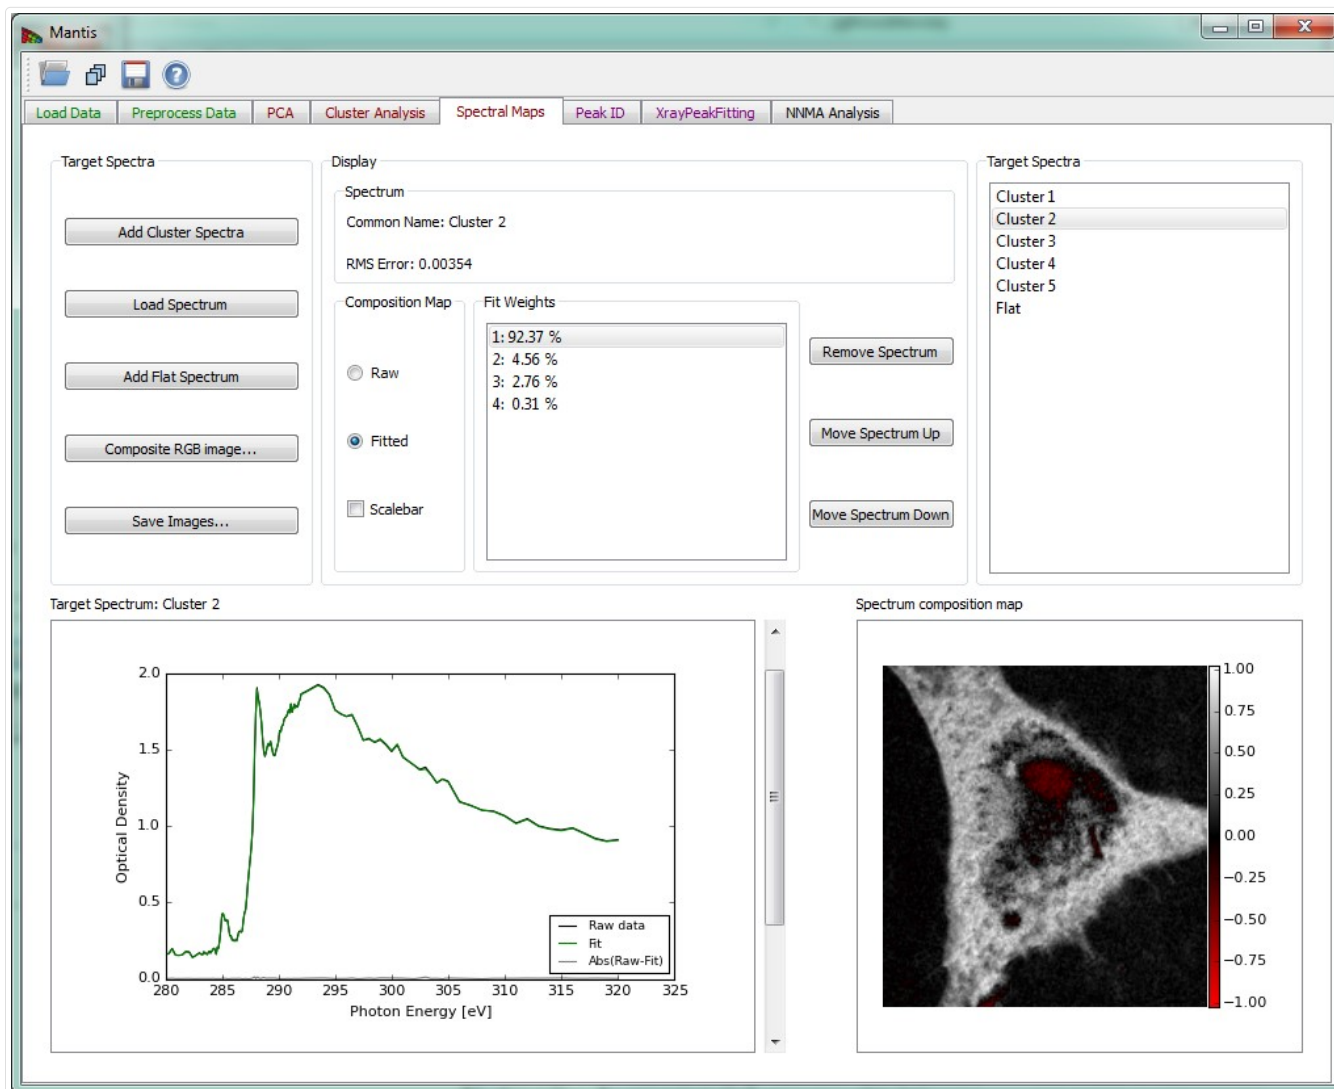 Mantis
Load Data
Preprocess Data
PCA
Cluster Analysis
Spectral Maps
Peak ID
XrayPeakFitting
NNMA Analysis
Target Spectra
Add Cluster Spectra
Load Spectrum
Add Flat Spectrum
Composite RGB image...
Save Images...
Display
Spectrum
Common Name: Cluster 2
RMS Error: 0.00354
Composition Map
Raw
Fitted
Scalebar
Fit Weights
1: 92.37 %
2: 4.56 %
3: 2.76 %
4: 0.31 %
Remove Spectrum
Move Spectrum Up
Move Spectrum Down
Target Spectra
Cluster 1
Cluster 2
Cluster 3
Cluster 4
Cluster 5
Flat
Target Spectrum: Cluster 2
2.0
1.5
1.0
0.5
0.0
Optical Density
Raw data
Fit
Abs(Raw-Fit)
280 285 290 295 300 305 310 315 320 325
Photon Energy [eV]
Spectrum composition map
1.00
0.75
0.50
0.25
0.00
−0.25
−0.50
−0.75
−1.00